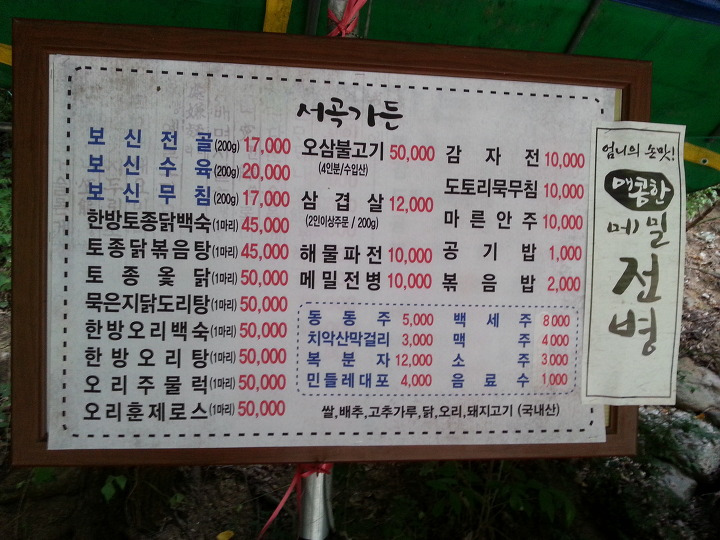 서곡가든
보신전골(200g) 17,000
보신수육(200g) 20,000
보신무침(200g) 17,000
한방토종닭백숙(1마리) 45,000
토종닭볶음탕(1마리) 45,000
토종옻닭(1마리) 50,000
묵은지닭도리탕(1마리) 50,000
한방오리백숙(1마리) 50,000
한방오리탕(1마리) 50,000
오리주물럭(1마리) 50,000
오리훈제로스(1마리) 50,000
오삼불고기 50,000
(4인분/수입산)
삼겹살 12,000
(2인이상주문 / 200g)
해물파전 10,000
메밀전병 10,000
감자전 10,000
도토리묵무침 10,000
마른안주 10,000
공기밥 1,000
볶음밥 2,000
동동주 5,000 백세주 8000
치악산막걸리 3,000 맥주 4000
복분자 12,000 소주 3000
민들레대포 4,000 음료수 1000
쌀,배추,고추가루,닭,오리,돼지고기 (국내산)
엄니의 손맛!
매콤한
메밀
전병